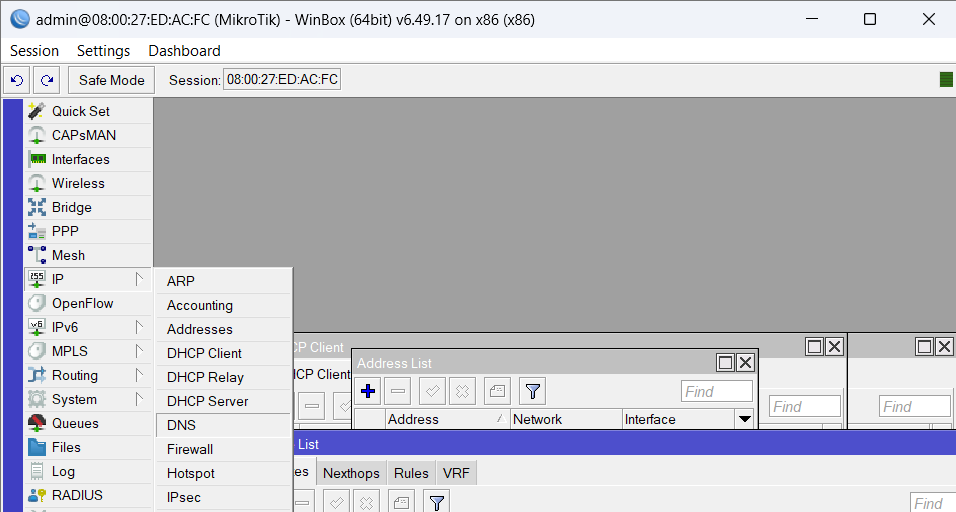 admin@08:00:27:ED:AC:FC (MikroTik) - WinBox (64bit) v6.49.17 on x86 (x86)
Session Settings Dashboard
Safe Mode Session: 08:00:27:ED:AC:FC
Quick Set
CAPsMAN
Interfaces
Wireless
Bridge
PPP
Mesh
255 IP
OpenFlow
v6 IPv6
MPLS
Routing
System
Queues
Files
Log
RADIUS
ARP
Accounting
Addresses
DHCP Client
DHCP Relay
DHCP Server
DNS
Firewall
Hotspot
IPsec
CP Client
CP Client
Address List
Find
Address Network Interface
Find
Find
List
es Nexthops Rules VRF
Find